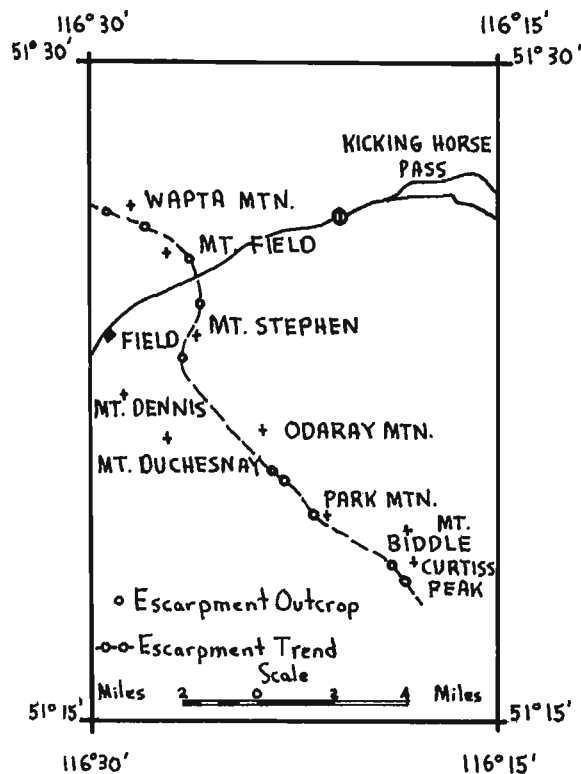 116° 30' 116° 15'
51° 30' 51° 30'
KICKING HORSE
PASS
WAPTA MTN.
1
MT. FIELD
MT. STEPHEN
FIELD
MT. DENNIS
ODARAY MTN.
MT. DUCHESNAY
PARK MTN.
MT.
BIDDLE
CURTISS
PEAK
Escarpment Outcrop
Escarpment Trend
Scale
Miles 2 0 2 4 Miles
51° 15' 51° 15'
116° 30' 116° 15'